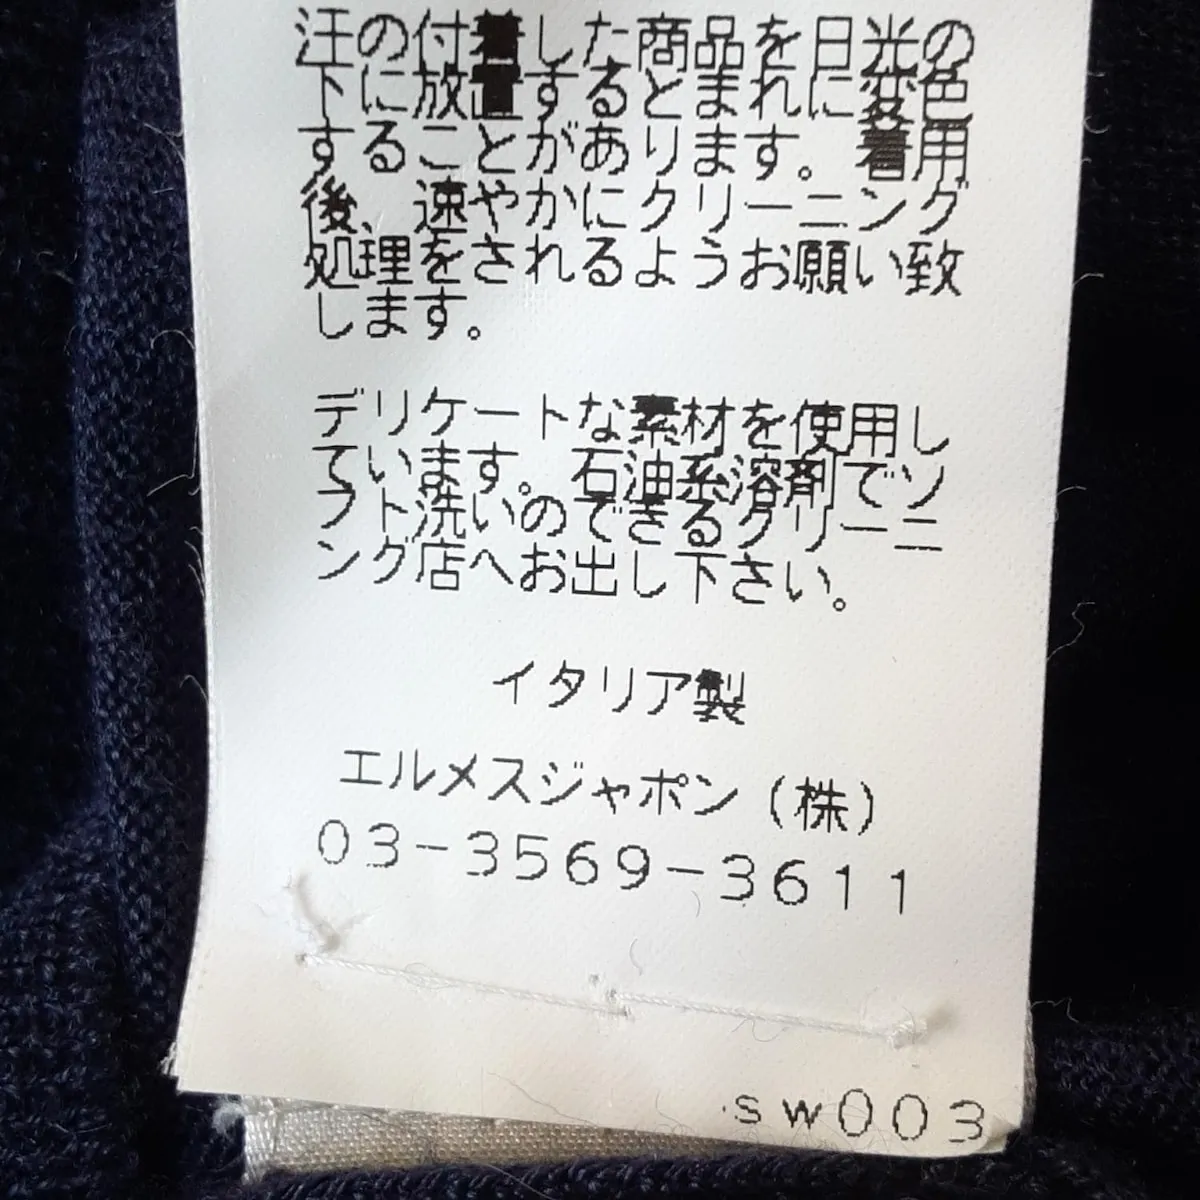 汗の付着した商品を日光の
下に放置するとまれに変色
することがあります。着用
後、速やかにクリーニング
処理をされるようお願い致
します。
デリケートな素材を使用し
ています。石油系溶剤でソ
フト洗いのできるクリーニ
ング店へお出し下さい。
イタリア製
エルメスジャポン(株)
03-3569-3611
sw003